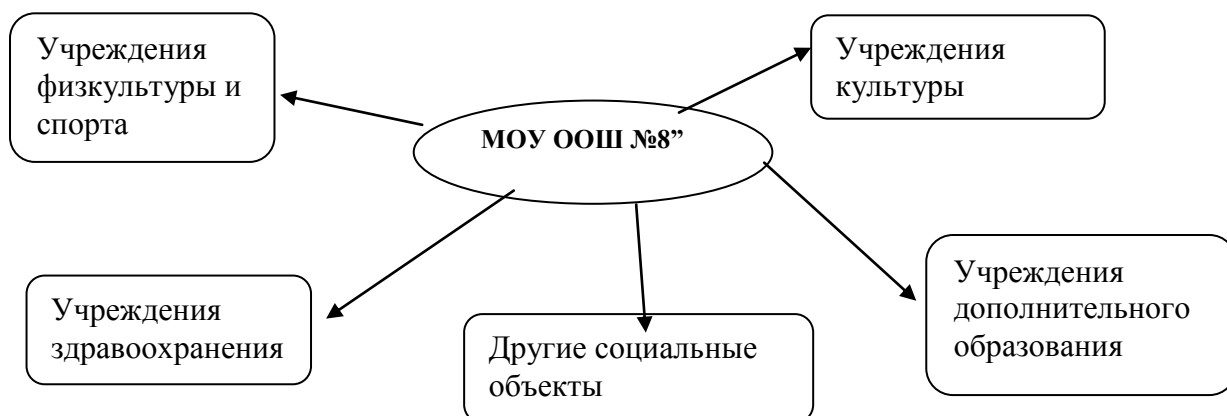 Учреждения
физкультуры и
спорта
Учреждения
культуры
МОУ ООШ №8”
Учреждения
здравоохранения
Другие социальные
объекты
Учреждения
дополнительного
образования